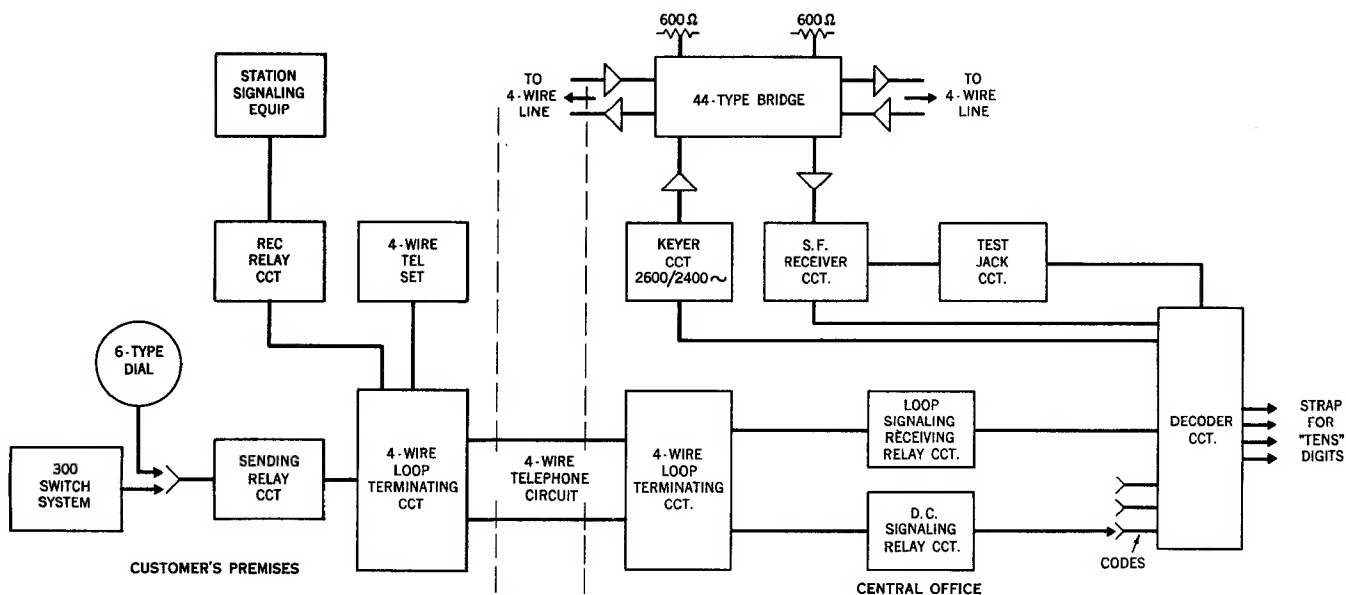 600Ω
600Ω
STATION
SIGNALING
EQUIP
TO
4-WIRE
LINE
44-TYPE BRIDGE
TO
4-WIRE
LINE
REC
RELAY
CCT
4-WIRE
TEL
SET
KEYER
CCT
2600/2400~
S.F.
RECEIVER
CCT.
TEST
JACK
CCT.
6-TYPE
DIAL
300
SWITCH
SYSTEM
SENDING
RELAY
CCT
4-WIRE
LOOP
TERMINATING
CCT
4-WIRE
TELEPHONE
CIRCUIT
4-WIRE
LOOP
TERMINATING
CCT.
LOOP
SIGNALING
RECEIVING
RELAY CCT.
D.C.
SIGNALING
RELAY CCT.
DECODER
CCT.
STRAP
FOR
"TENS"
DIGITS
CODES
CUSTOMER'S PREMISES
CENTRAL OFFICE